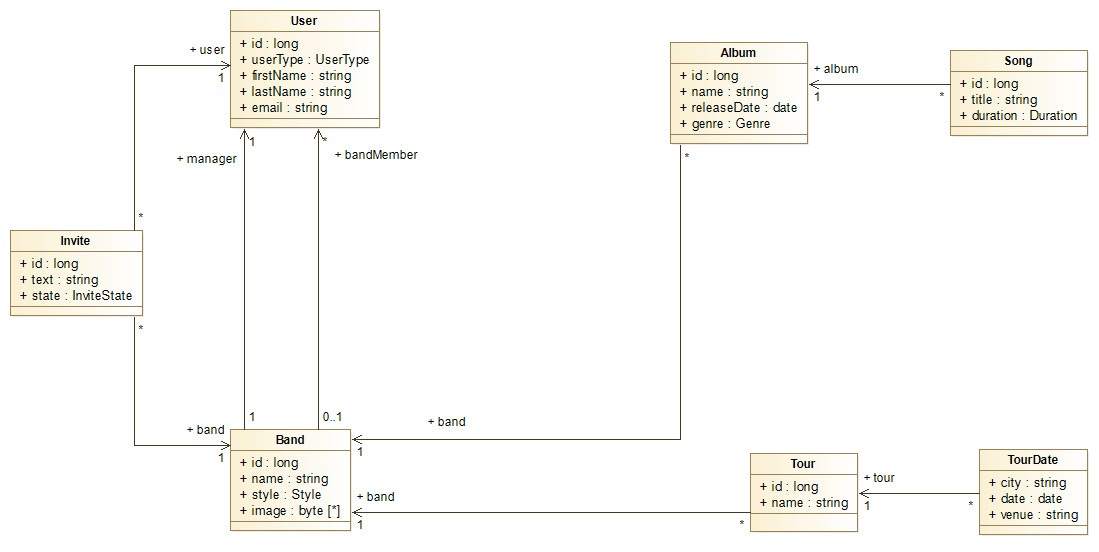 User
+ id : long
+ userType : UserType
+ firstName : string
+ lastName : string
+ email : string
+ user
1
*
+ manager
1
*
+ bandMember
Album
+ id : long
+ name : string
+ releaseDate : date
+ genre : Genre
*
+ album
1
*
Song
+ id : long
+ title : string
+ duration : Duration
Invite
+ id : long
+ text : string
+ state : InviteState
*
+ band
1
1
0..1
Band
+ id : long
+ name : string
+ style : Style
+ image : byte [*]
+ band
1
+ band
1
*
Tour
+ id : long
+ name : string
+ tour
1
*
TourDate
+ city : string
+ date : date
+ venue : string